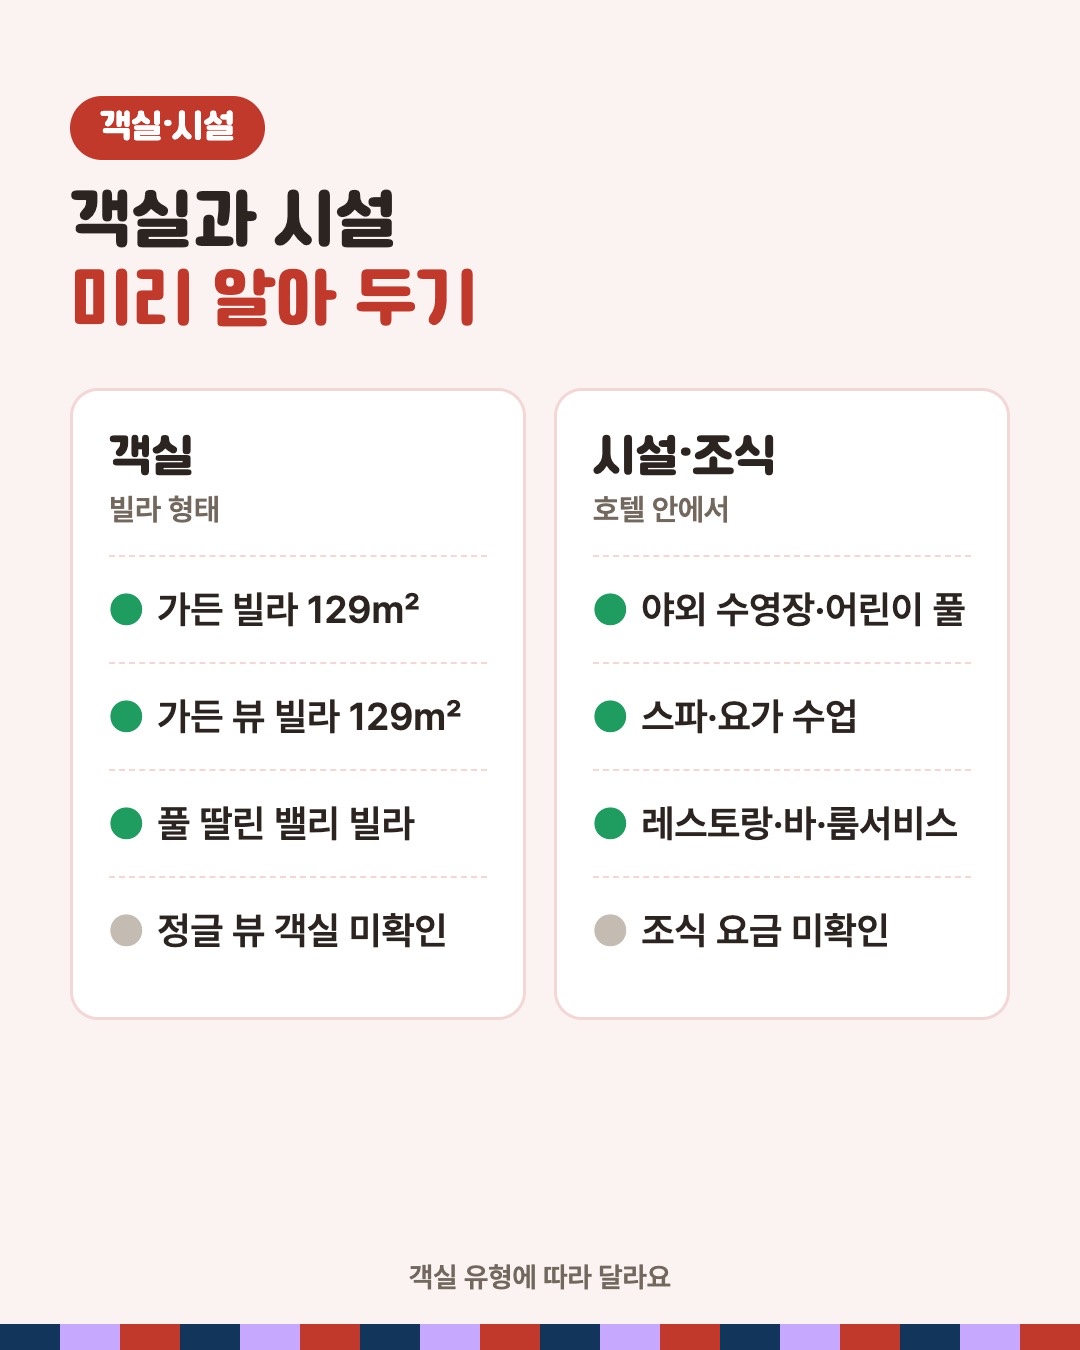 객실·시설
객실과 시설
미리 알아 두기
객실
빌라 형태
가든 빌라 129m²
가든 뷰 빌라 129m²
풀 딸린 밸리 빌라
정글 뷰 객실 미확인
시설·조식
호텔 안에서
야외 수영장·어린이 풀
스파·요가 수업
레스토랑·바·룸서비스
조식 요금 미확인
객실 유형에 따라 달라요